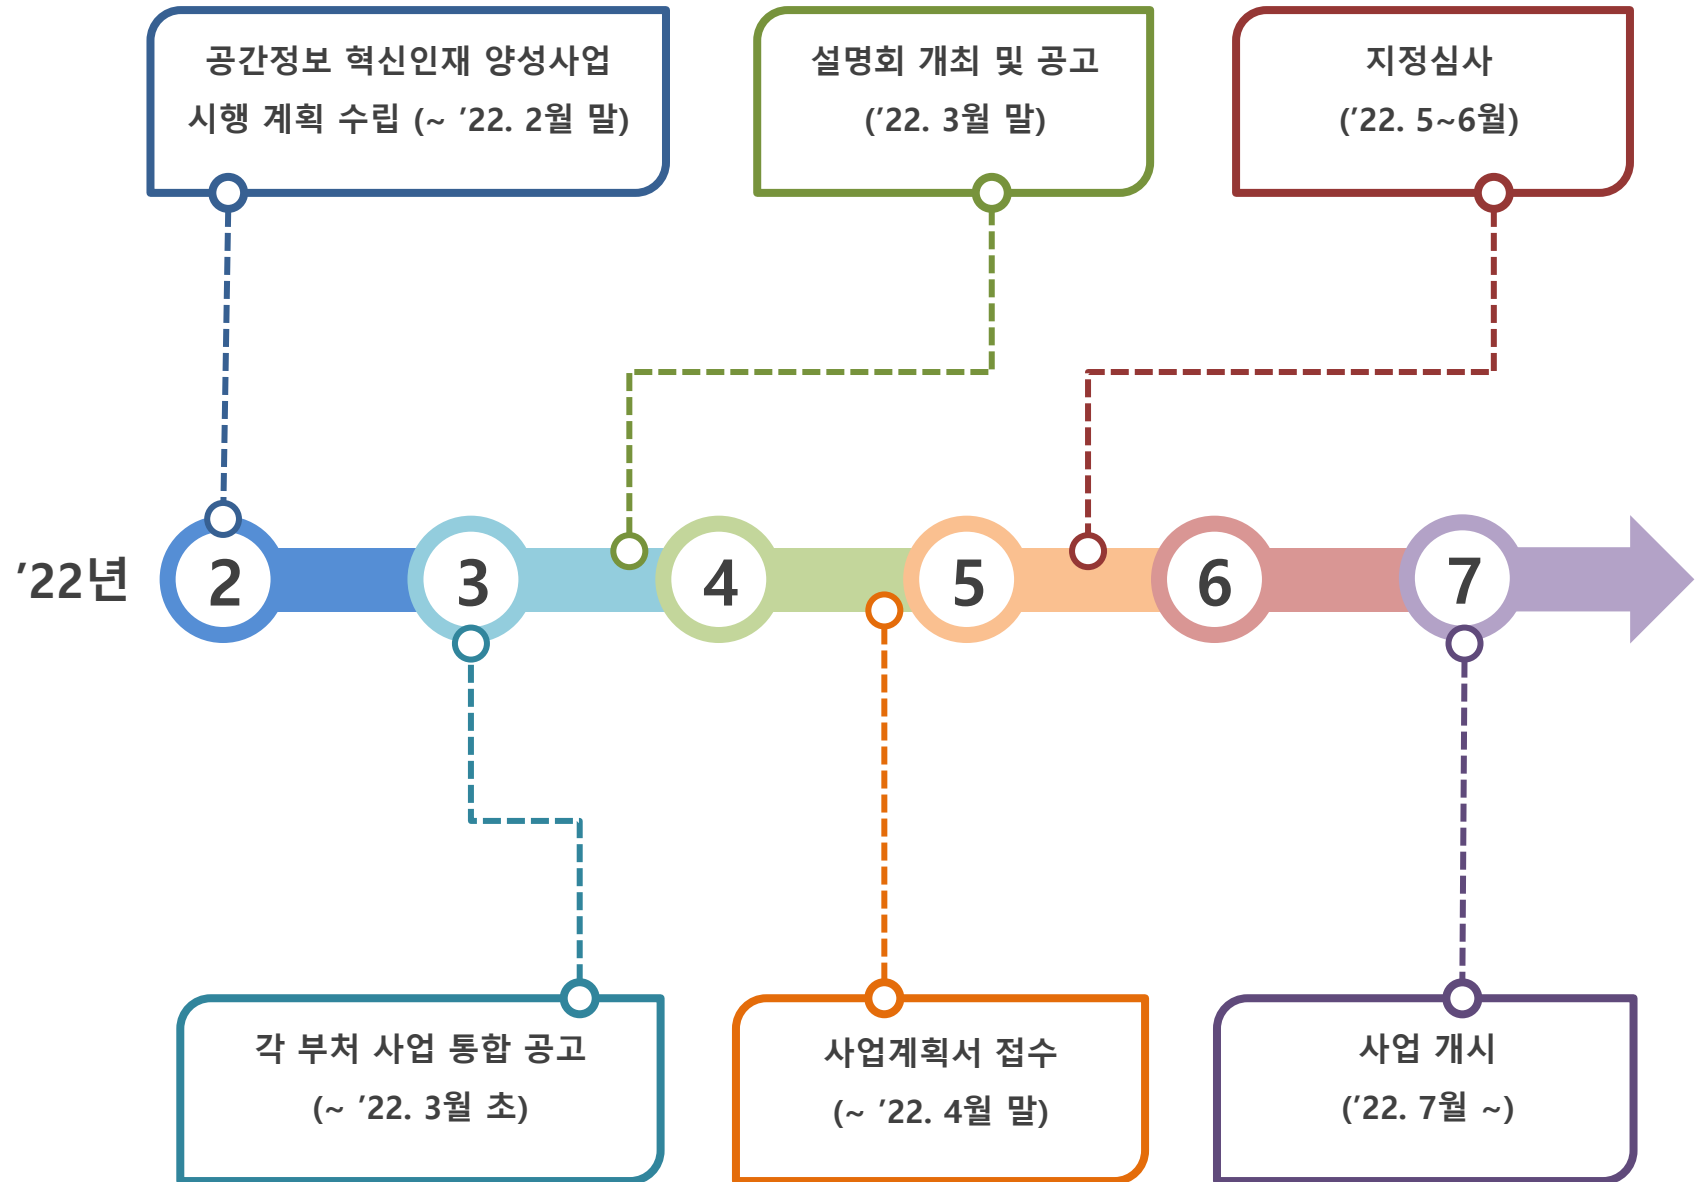 공간정보 혁신인재 양성사업
시행 계획 수립 (~ ’22. 2월 말)
설명회 개최 및 공고
(’22. 3월 말)
지정심사
(’22. 5~6월)
’22년
2
3
4
5
6
7
각 부처 사업 통합 공고
(~ ’22. 3월 초)
사업계획서 접수
(~ ’22. 4월 말)
사업 개시
(’22. 7월 ~)